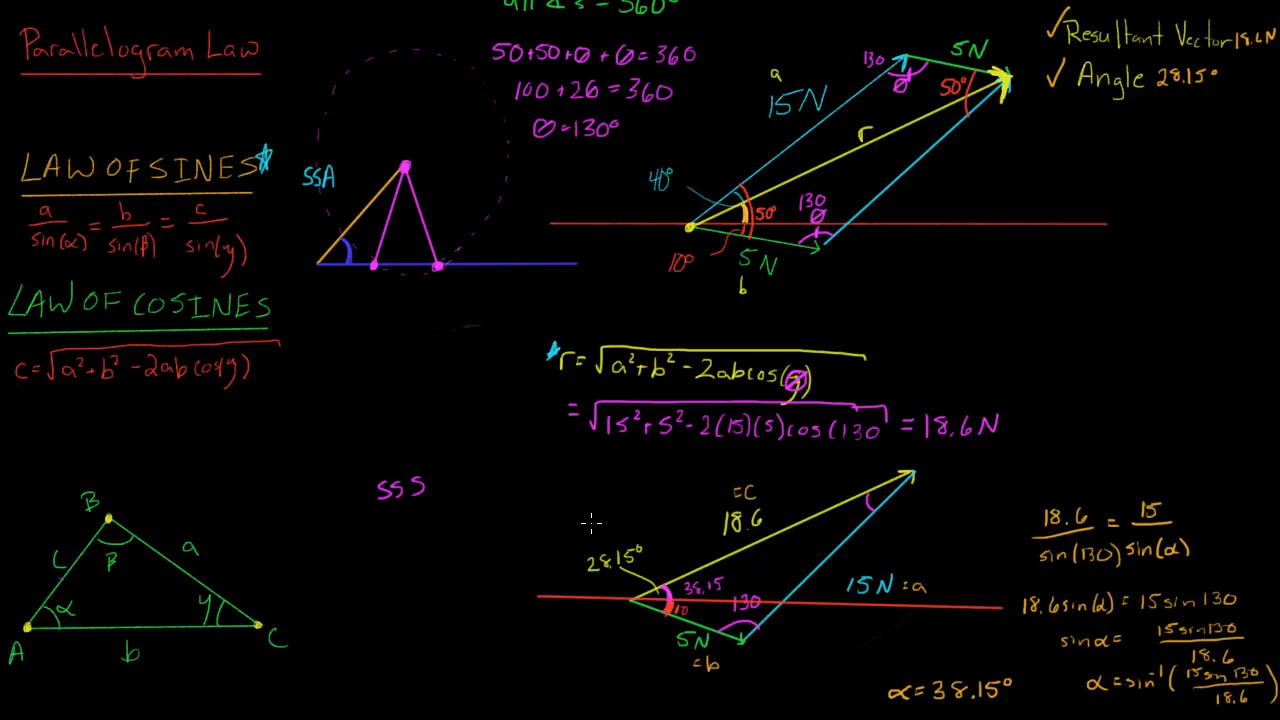 all ∡s = 360°
Parallelogram Law
LAW OF SINES
a/sin(α) = b/sin(β) = c/sin(y)
LAW OF COSINES
c=√a²+b² -2ab cos(y)
50+50+θ + θ = 360
100+2θ = 360
θ=130°
SSA
a
15N
130
θ
5N
50°
r
40°
50°
130
θ
10°
5N
b
Resultant Vector 18.6N
Angle 28.15°
r=√a²+b² - 2abcos(θ)
=√15²+5²-2(15)(5)cos(130 = 18.6N
SSS
B
C
β
a
α
y
A
b
C
=C
18.6
28.15°
38.15
10
130
15N=a
5N
=b
18.6/sin(130) = 15/sin(α)
18.6sin(α) = 15sin130
sinα= 15sin130/18.6
α=sin⁻¹(15sin130/18.6)
α=38.15°